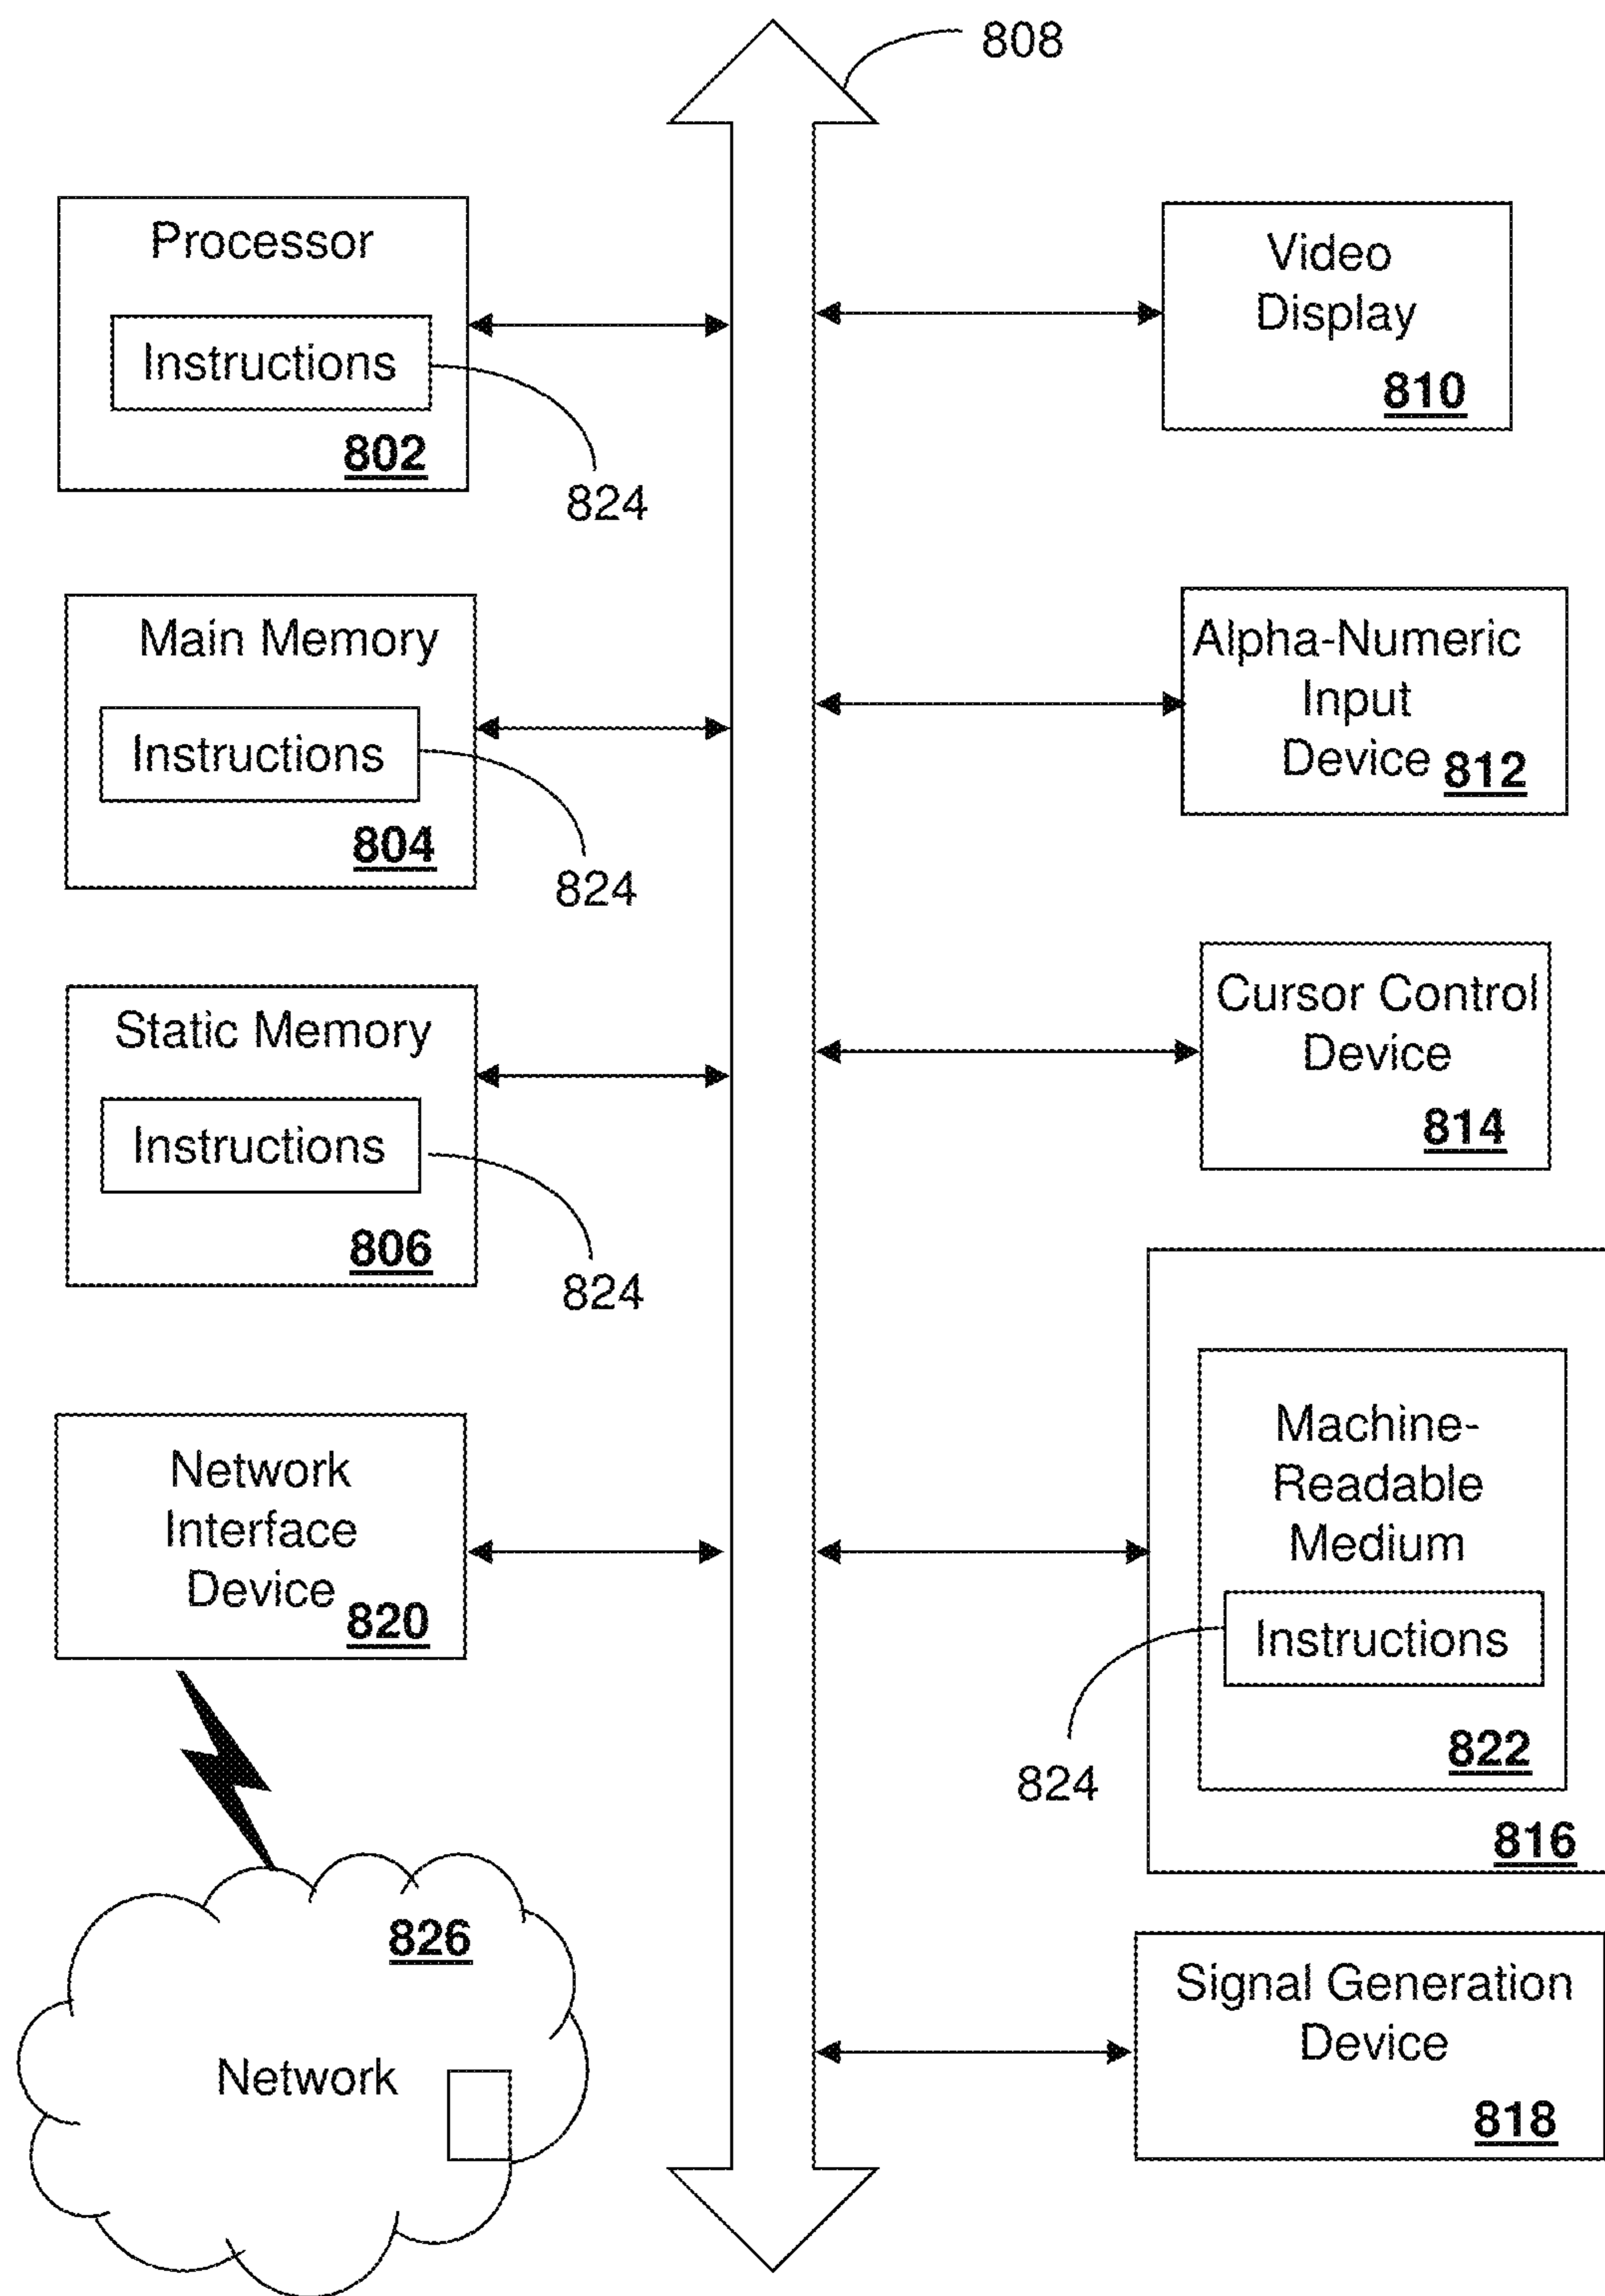 808
Processor
Instructions
802
824
Main Memory
Instructions
804
824
Static Memory
Instructions
806
824
Network
Interface
Device
820
826
Network
Video
Display
810
Alpha-Numeric
Input
Device
812
Cursor Control
Device
814
Machine-
Readable
Medium
Instructions
822
824
816
Signal Generation
Device
818